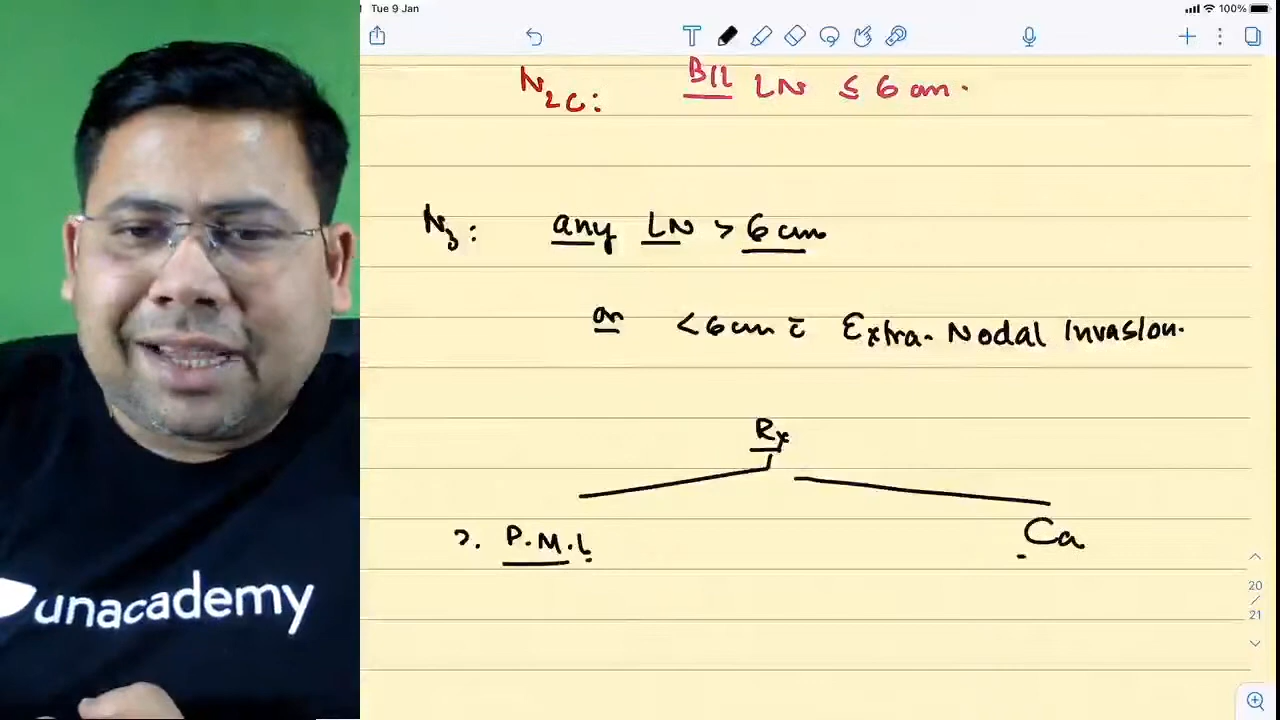 Tue 9 Jan
100%
N2c: B/L LN ≤ 6 cm.
N3: any LN > 6 cm
or < 6 cm c̄ Extra-Nodal Invasion.
Rx
?. P.M.L. Ca
unacademy
20
/
21